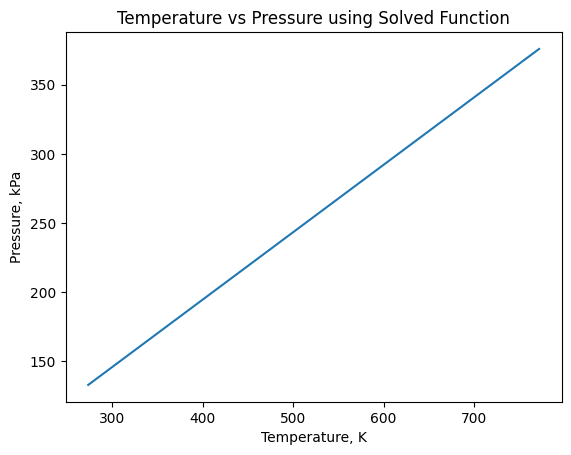 Temperature vs Pressure using Solved Function
Pressure, kPa
350
300
250
200
150
300 400 500 600 700
Temperature, K